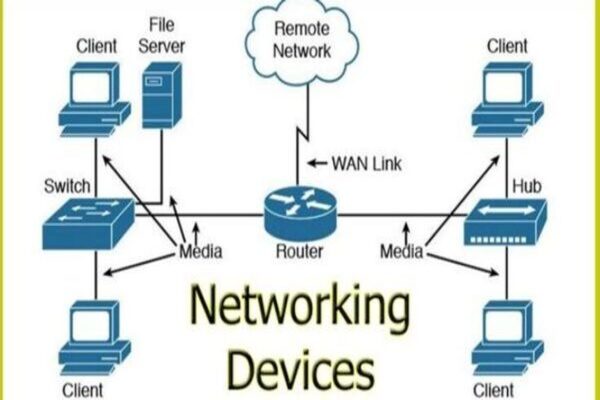 File
Server
Client
Remote
Network
Client
WAN Link
Switch
Hub
Media
Router
Media
Networking
Devices
Client
Client